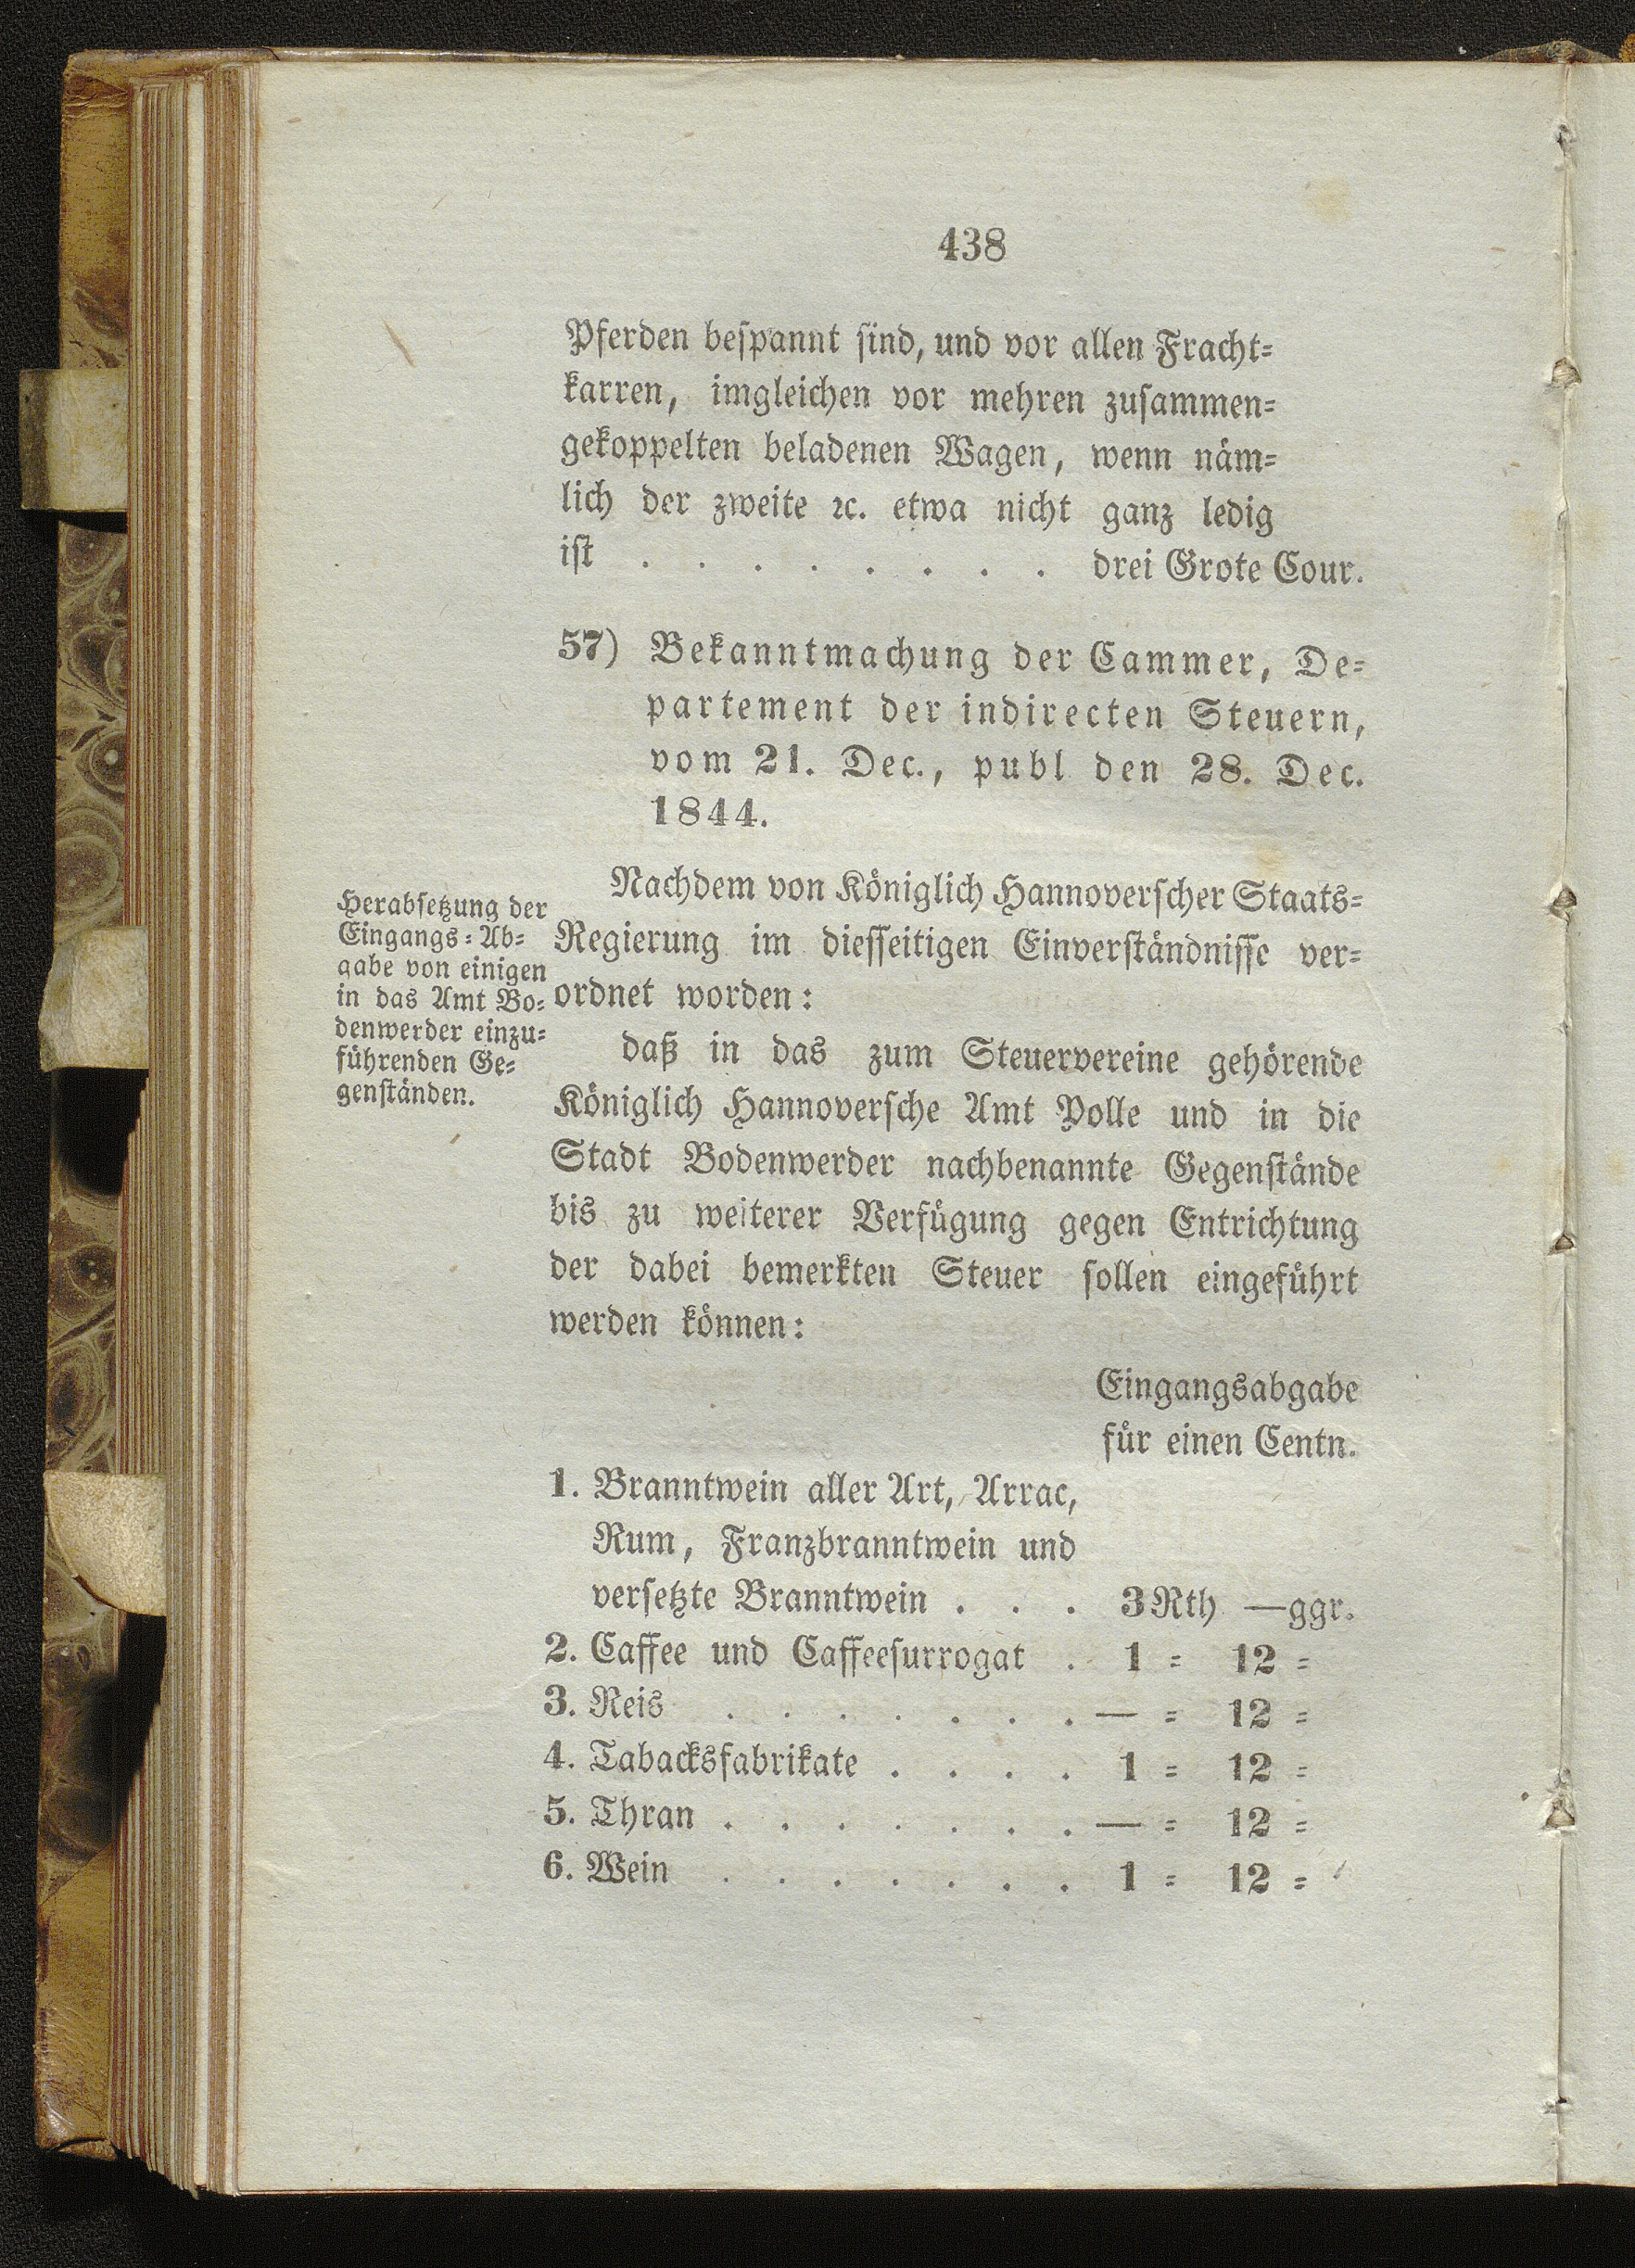 438
Pferden bespannt sind, und vor allen Fracht=
karren, imgleichen vor mehren zusammen=
gekoppelten beladenen Wagen, wenn näm=
lich der zweite ꝛc. etwa nicht ganz ledig
ist . . . . . . . . drei Grote Cour.
57) Bekanntmachung der Cammer, De=
partement der indirecten Steuern,
vom 21. Dec., publ den 28. Dec.
1844.
Herabsetzung der
Eingangs=Ab=
gabe von einigen
in das Amt Bo=
denwerder einzu=
führenden Ge=
genständen.
Nachdem von Königlich Hannoverscher Staats=
Regierung im diesseitigen Einverständnisse ver=
ordnet worden:
daß in das zum Steuervereine gehörende
Königlich Hannoversche Amt Polle und in die
Stadt Bodenwerder nachbenannte Gegenstände
bis zu weiterer Verfügung gegen Entrichtung
der dabei bemerkten Steuer sollen eingeführt
werden können:
Eingangsabgabe
für einen Centn.
1. Branntwein aller Art, Arrac,
Rum, Franzbranntwein und
versetzte Branntwein . . . 3 Rth — ggr.
2. Caffee und Caffeesurrogat . 1 = 12 =
3. Reis . . . . . . . — = 12 =
4. Tabacksfabrikate . . . . 1 = 12 =
5. Thran . . . . . . . — = 12 =
6. Wein . . . . . . . 1 = 12 =